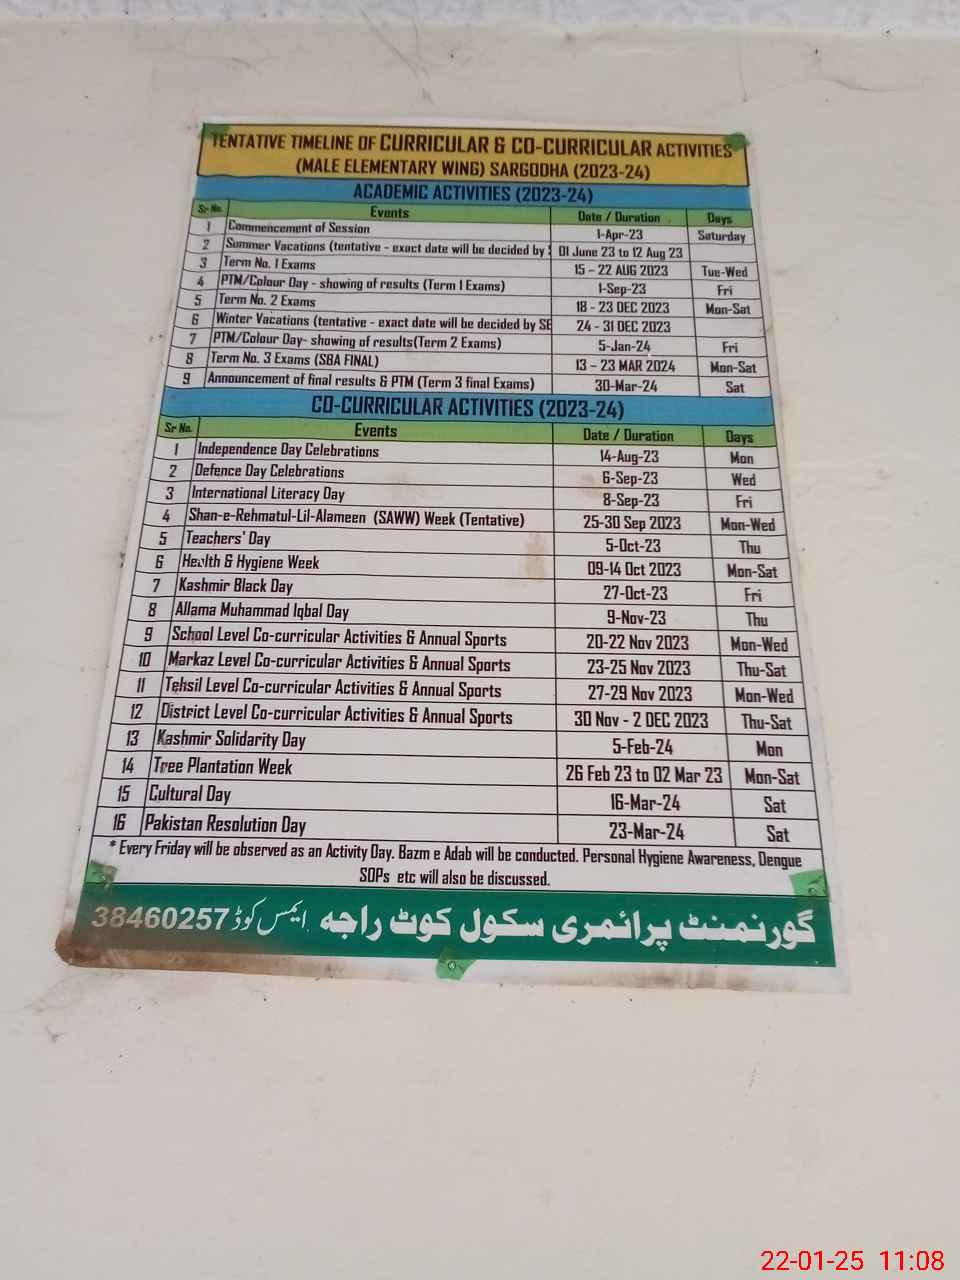 TENTATIVE TIMELINE OF CURRICULAR & CO-CURRICULAR ACTIVITIES
(MALE ELEMENTARY WING) SARGODHA (2023-24)
ACADEMIC ACTIVITIES (2023-24)
Sr No. Events Date / Duration Days
1 Commencement of Session 1-Apr-23 Saturday
2 Summer Vacations (tentative - exact date will be decided by 01 June 23 to 12 Aug 23
3 Term No. 1 Exams 15 - 22 AUG 2023 Tue-Wed
4 PTM/Colour Day - showing of results (Term 1 Exams) 1-Sep-23 Fri
5 Term No. 2 Exams 18 - 23 DEC 2023 Mon-Sat
6 Winter Vacations (tentative - exact date will be decided by SE 24 - 31 DEC 2023
7 PTM/Colour Day- showing of results(Term 2 Exams) 5-Jan-24 Fri
8 Term No. 3 Exams (SBA FINAL) 13 - 23 MAR 2024 Mon-Sat
9 Announcement of final results & PTM (Term 3 final Exams) 30-Mar-24 Sat
CO-CURRICULAR ACTIVITIES (2023-24)
Sr No. Events Date / Duration Days
1 Independence Day Celebrations 14-Aug-23 Mon
2 Defence Day Celebrations 6-Sep-23 Wed
3 International Literacy Day 8-Sep-23 Fri
4 Shan-e-Rehmatul-Lil-Alameen (SAWW) Week (Tentative) 25-30 Sep 2023 Mon-Wed
5 Teachers' Day 5-Oct-23 Thu
6 Health & Hygiene Week 09-14 Oct 2023 Mon-Sat
7 Kashmir Black Day 27-Oct-23 Fri
8 Allama Muhammad Iqbal Day 9-Nov-23 Thu
9 School Level Co-curricular Activities & Annual Sports 20-22 Nov 2023 Mon-Wed
10 Markaz Level Co-curricular Activities & Annual Sports 23-25 Nov 2023 Thu-Sat
11 Tehsil Level Co-curricular Activities & Annual Sports 27-29 Nov 2023 Mon-Wed
12 District Level Co-curricular Activities & Annual Sports 30 Nov - 2 DEC 2023 Thu-Sat
13 Kashmir Solidarity Day 5-Feb-24 Mon
14 Tree Plantation Week 26 Feb 23 to 02 Mar 23 Mon-Sat
15 Cultural Day 16-Mar-24 Sat
16 Pakistan Resolution Day 23-Mar-24 Sat
* Every Friday will be observed as an Activity Day. Bazm e Adab will be conducted. Personal Hygiene Awareness, Dengue
SOPs etc will also be discussed.
گورنمنٹ پرائمری سکول کوٹ راجہ ایمس کوڈ 38460257
22-01-25 11:08